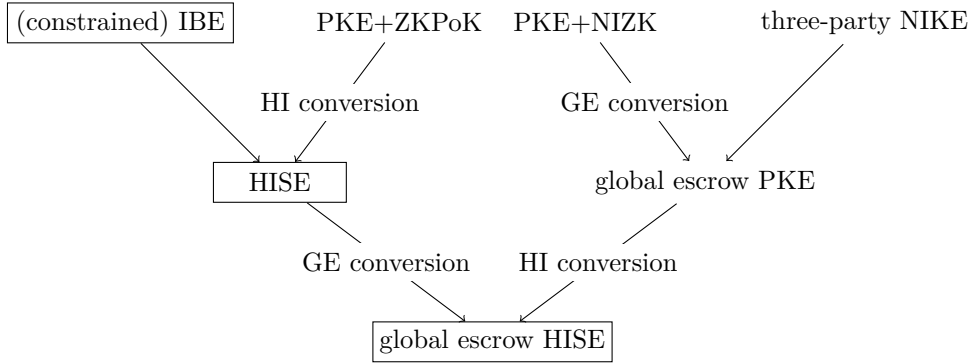 (constrained) IBE
PKE+ZKPoK
PKE+NIZK
three-party NIKE
HI conversion
GE conversion
HISE
global escrow PKE
GE conversion
HI conversion
global escrow HISE